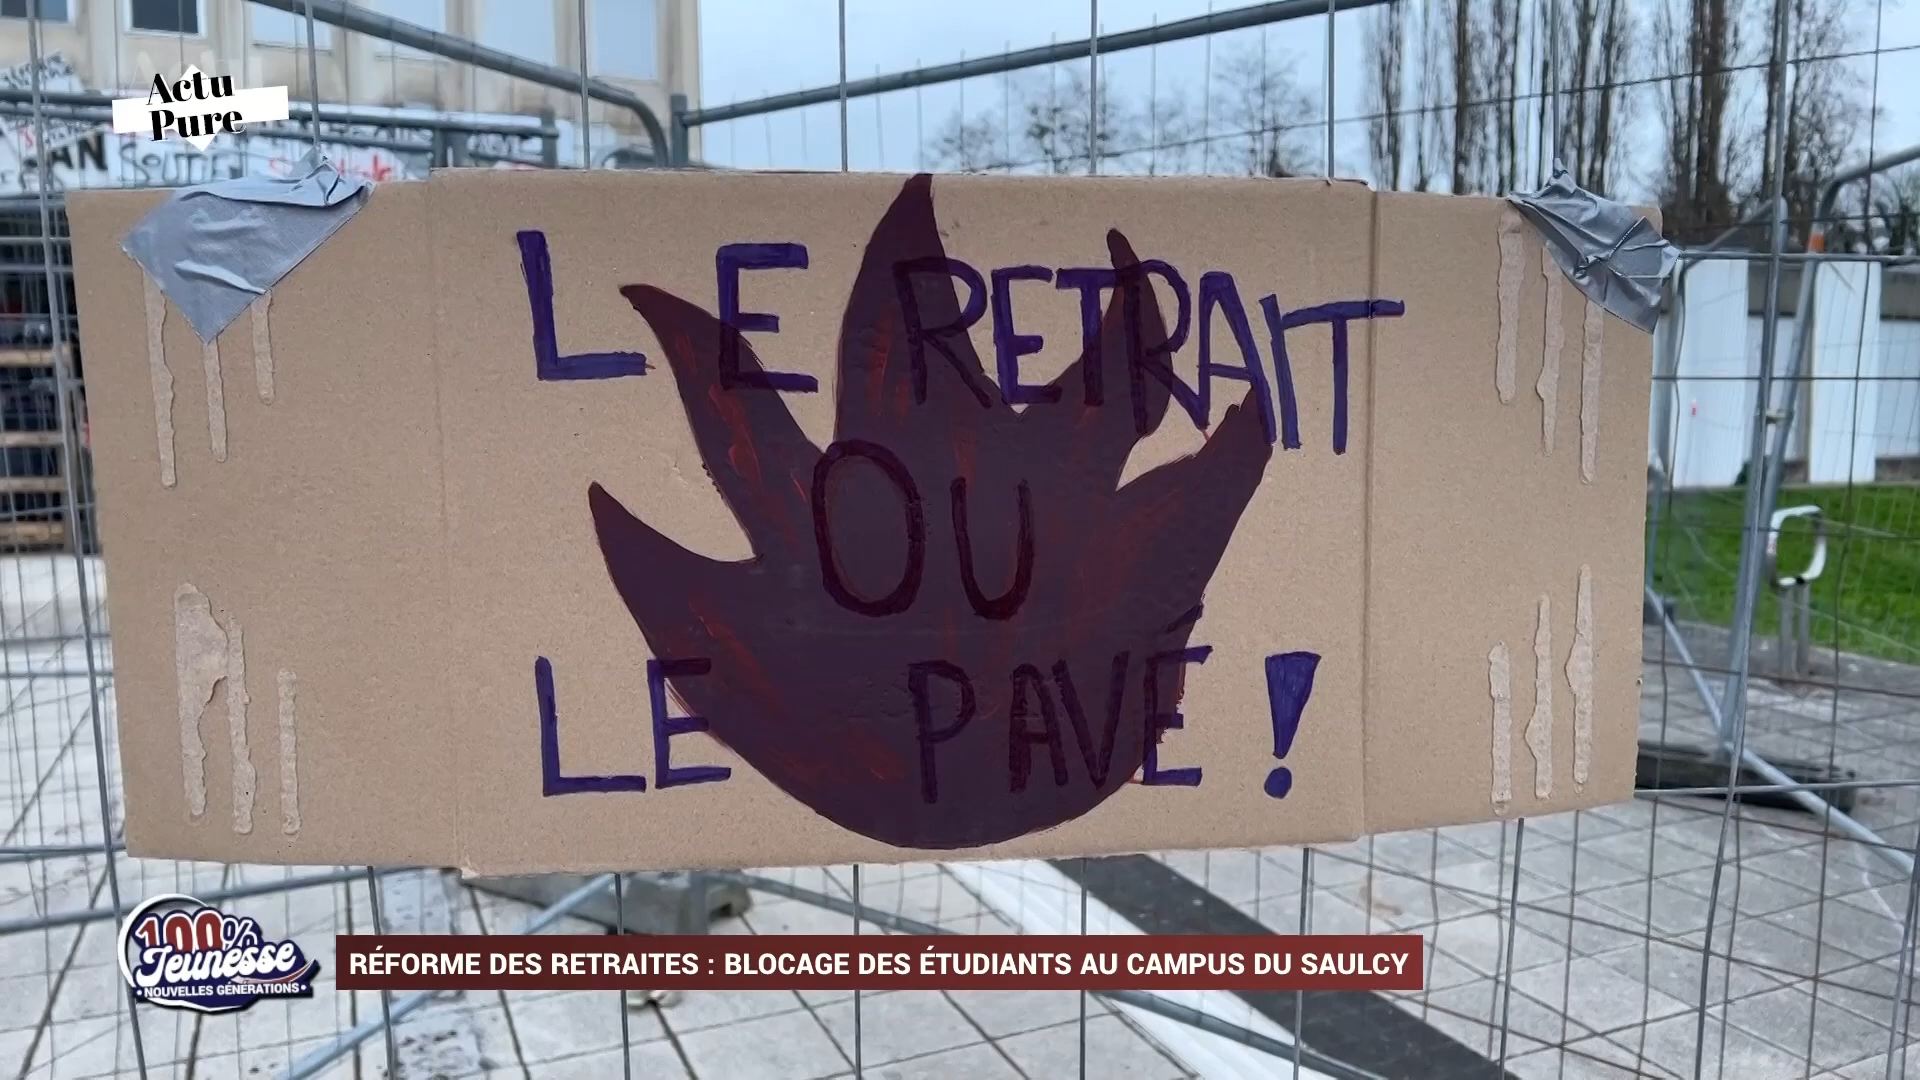 Actu
Pure
LE RETRAIT
OU
LE PAVÉ !
100%
Jeunesse
• NOUVELLES GÉNÉRATIONS •
RÉFORME DES RETRAITES : BLOCAGE DES ÉTUDIANTS AU CAMPUS DU SAULCY